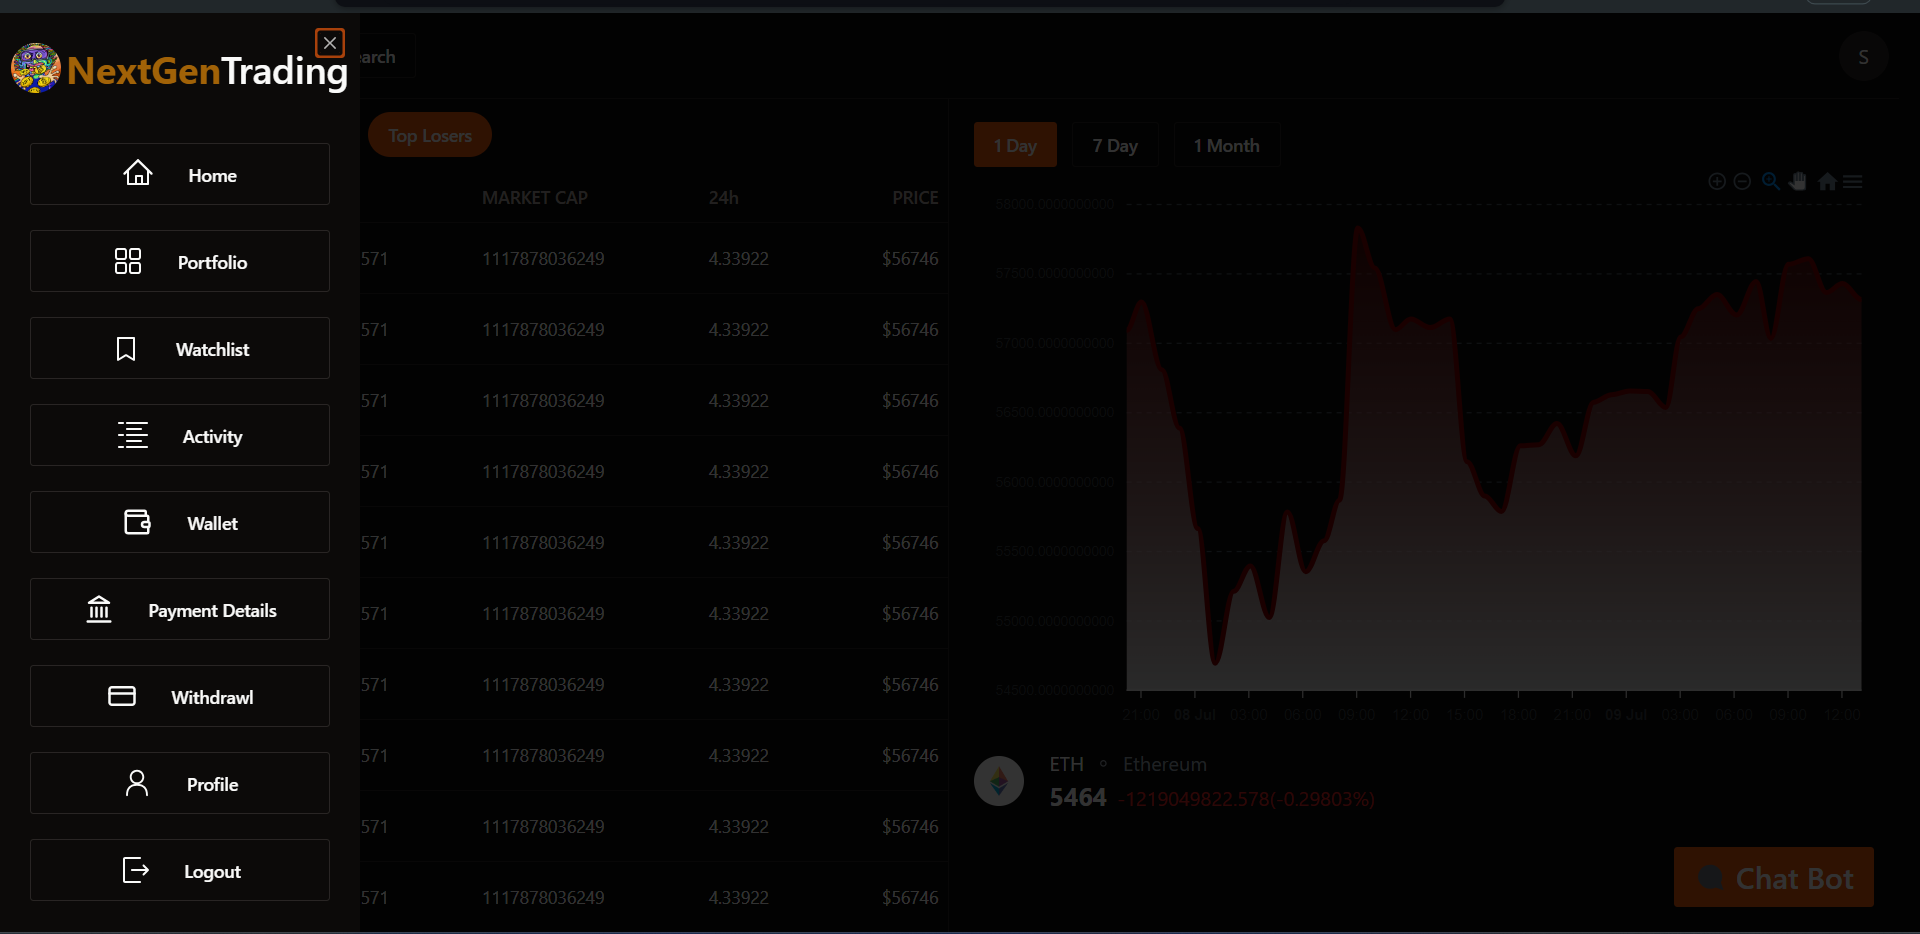 NextGenTrading
Home
Portfolio
Watchlist
Activity
Wallet
Payment Details
Withdrawl
Profile
Logout
earch
S
Top Losers
MARKET CAP 24h PRICE
571 1117878036249 4.33922 $56746
571 1117878036249 4.33922 $56746
571 1117878036249 4.33922 $56746
571 1117878036249 4.33922 $56746
571 1117878036249 4.33922 $56746
571 1117878036249 4.33922 $56746
571 1117878036249 4.33922 $56746
571 1117878036249 4.33922 $56746
571 1117878036249 4.33922 $56746
571 1117878036249 4.33922 $56746
1 Day 7 Day 1 Month
58000.0000000000
57500.0000000000
57000.0000000000
56500.0000000000
56000.0000000000
55500.0000000000
55000.0000000000
54500.0000000000
21:00 08 Jul 03:00 06:00 09:00 12:00 15:00 18:00 21:00 09 Jul 03:00 06:00 09:00 12:00
ETH Ethereum
5464 -1219049822.578(-0.29803%)
Chat Bot